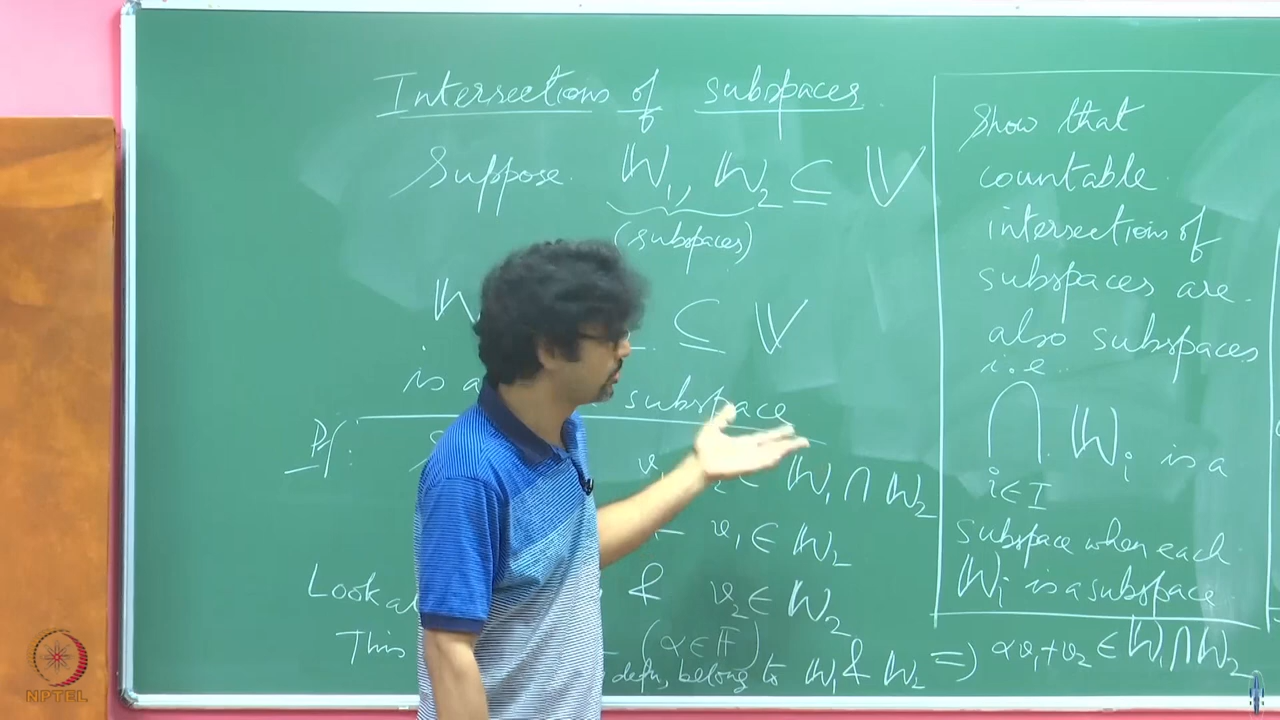 Intersections of subspaces
Suppose 𝕎₁, 𝕎₂ ⊆ 𝕍
(subspaces)
⊆ 𝕍
is a subspace
Pf:
v₂ ∈ 𝕎₁ ∩ 𝕎₂
v₁ ∈ 𝕎₂
Look at & v₂ ∈ 𝕎₂
This (α ∈ 𝔽)
defn, belong to 𝕎₁ & 𝕎₂ ⇒ αv₁+v₂ ∈ 𝕎₁ ∩ 𝕎₂
Show that
countable
intersections of
subspaces are
also subspaces
i.e.
⋂ 𝕎ᵢ is a
i∈I
subspace when each
𝕎ᵢ is a subspace
NPTEL